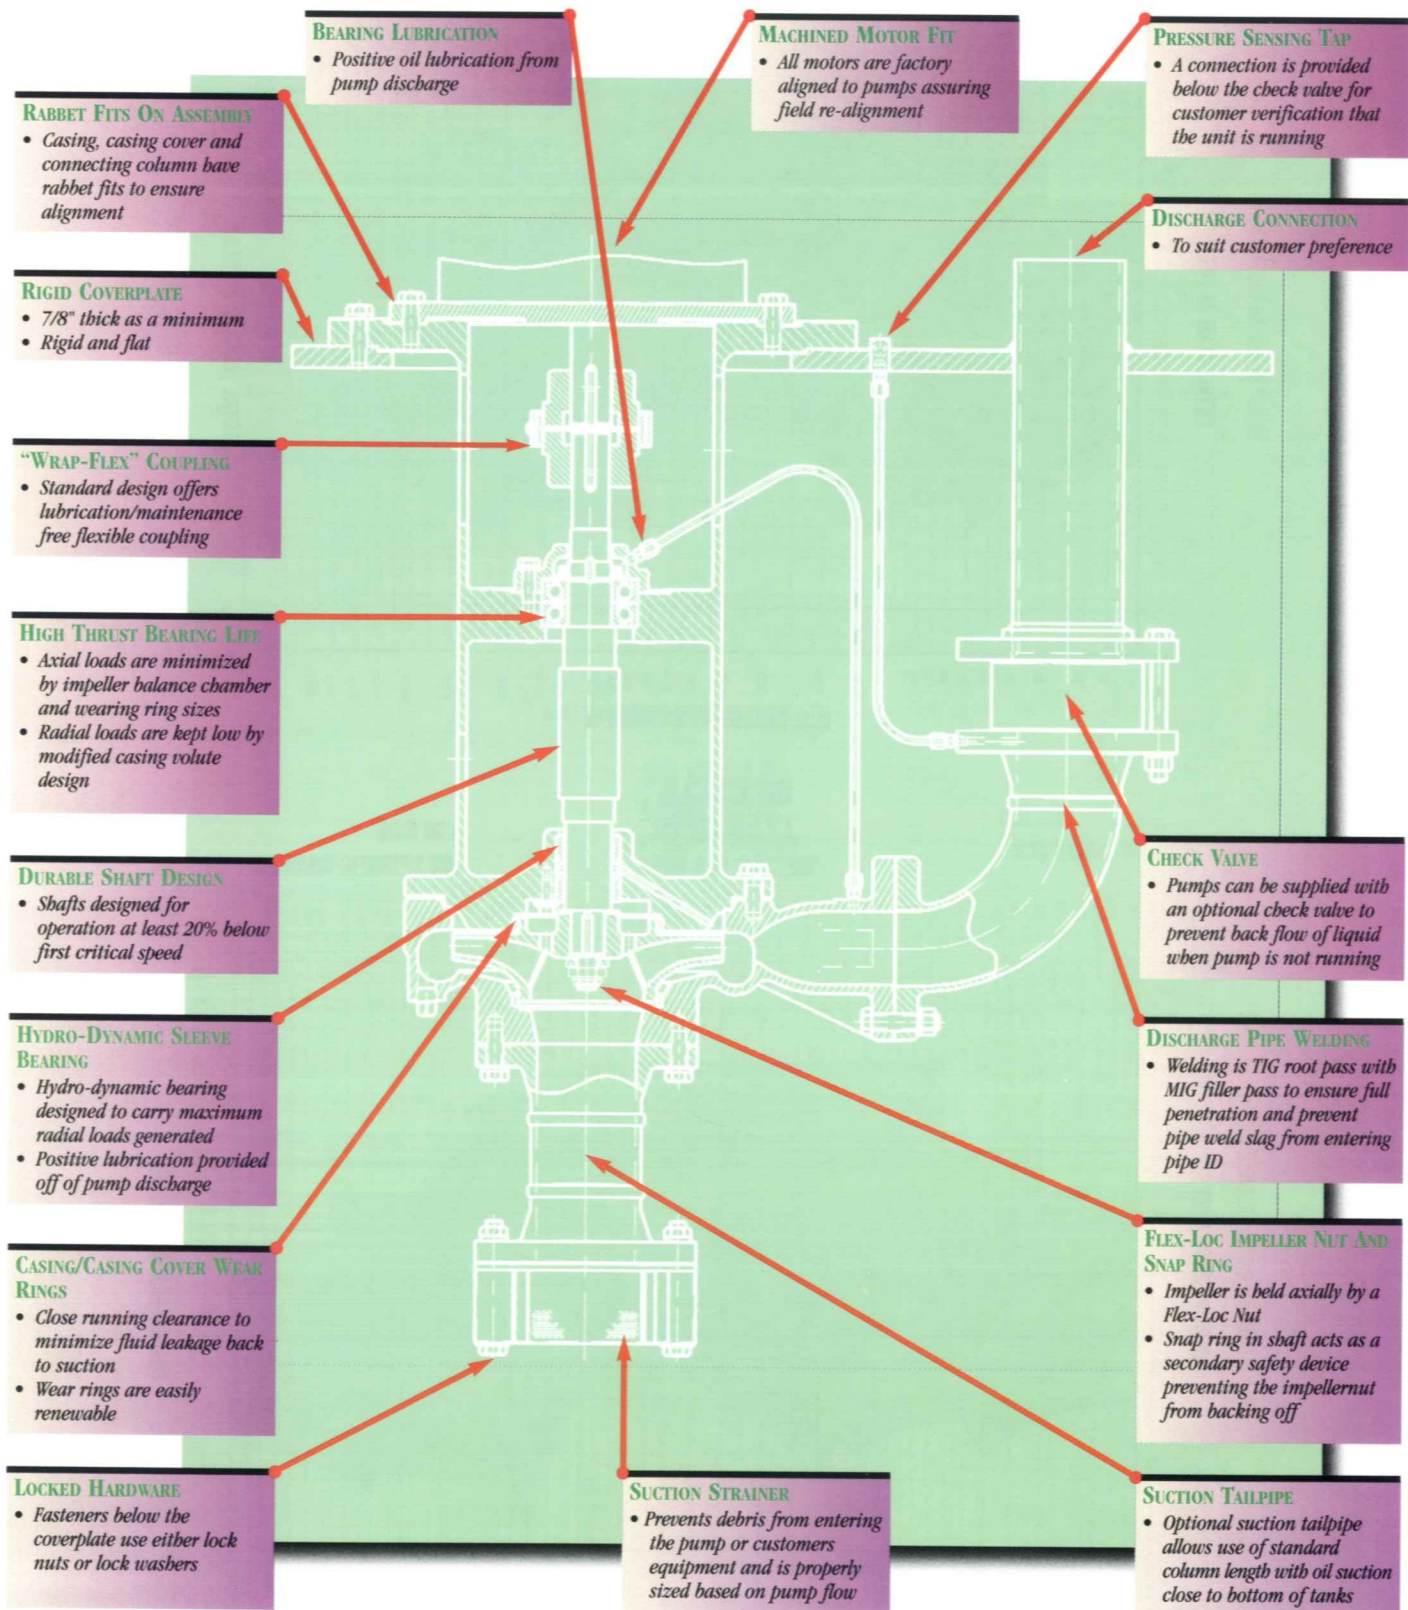 BEARING LUBRICATION
• Positive oil lubrication from
pump discharge
MACHINED MOTOR FIT
• All motors are factory
aligned to pumps assuring
field re-alignment
PRESSURE SENSING TAP
• A connection is provided
below the check valve for
customer verification that
the unit is running
RABBET FITS ON ASSEMBLY
• Casing, casing cover and
connecting column have
rabbet fits to ensure
alignment
DISCHARGE CONNECTION
• To suit customer preference
RIGID COVERPLATE
• 7/8" thick as a minimum
• Rigid and flat
“WRAP-FLEX” COUPLING
• Standard design offers
lubrication/maintenance
free flexible coupling
HIGH THRUST BEARING LIFE
• Axial loads are minimized
by impeller balance chamber
and wearing ring sizes
• Radial loads are kept low by
modified casing volute
design
DURABLE SHAFT DESIGN
• Shafts designed for
operation at least 20% below
first critical speed
CHECK VALVE
• Pumps can be supplied with
an optional check valve to
prevent back flow of liquid
when pump is not running
HYDRO-DYNAMIC SLEEVE
BEARING
• Hydro-dynamic bearing
designed to carry maximum
radial loads generated
• Positive lubrication provided
off of pump discharge
DISCHARGE PIPE WELDING
• Welding is TIG root pass with
MIG filler pass to ensure full
penetration and prevent
pipe weld slag from entering
pipe ID
CASING/CASING COVER WEAR
RINGS
• Close running clearance to
minimize fluid leakage back
to suction
• Wear rings are easily
renewable
FLEX-LOC IMPELLER NUT AND
SNAP RING
• Impeller is held axially by a
Flex-Loc Nut
• Snap ring in shaft acts as a
secondary safety device
preventing the impellernut
from backing off
LOCKED HARDWARE
• Fasteners below the
coverplate use either lock
nuts or lock washers
SUCTION STRAINER
• Prevents debris from entering
the pump or customers
equipment and is properly
sized based on pump flow
SUCTION TAILPIPE
• Optional suction tailpipe
allows use of standard
column length with oil suction
close to bottom of tanks